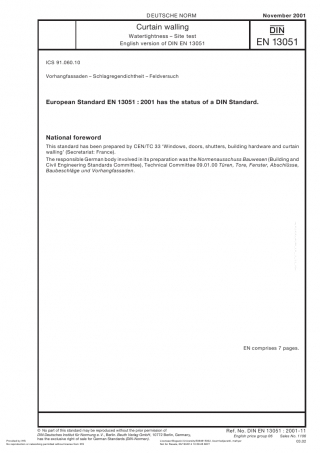 DEUTSCHE NORM
November 2001
Curtain walling
Watertightness – Site test
English version of DIN EN 13051
DIN
EN 13051
ICS 91.060.10
Vorhangfassaden – Schlagregendichtheit – Feldversuch
European Standard EN 13051 : 2001 has the status of a DIN Standard.
National foreword
This standard has been prepared by CEN/TC 33 ‘Windows, doors, shutters, building hardware and curtain
walling’ (Secretariat: France).
The responsible German body involved in its preparation was the Normenausschuss Bauwesen (Building and
Civil Engineering Standards Committee), Technical Committee 09.01.00 Türen, Tore, Fenster, Abschlüsse,
Baubeschläge und Vorhangfassaden.
EN comprises 7 pages.
© No part of this standard may be reproduced without the prior permission of
DIN Deutsches Institut für Normung e.V., Berlin. Beuth Verlag GmbH, 10772 Berlin, Germany,
has the exclusive right of sale for German Standards (DIN-Normen).
Ref. No. DIN EN 13051 : 2001-11
English price group 06 Sales No. 1106